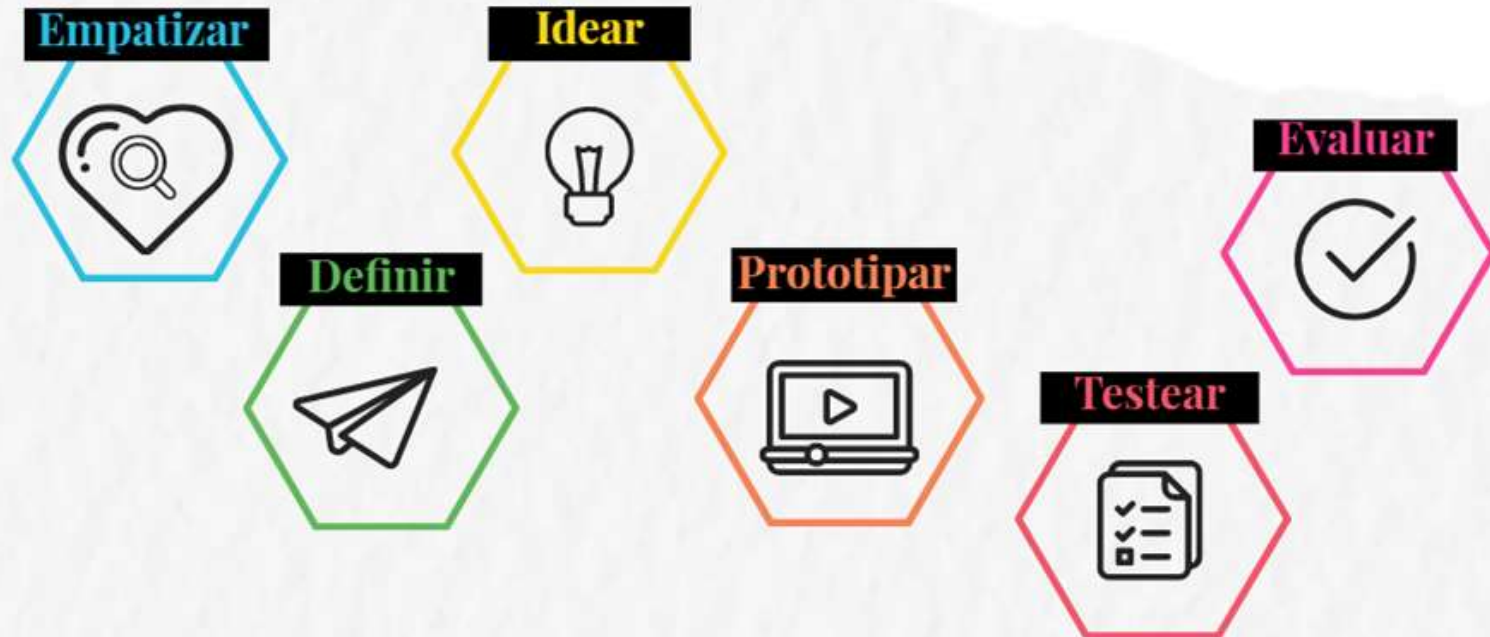 Empatizar
Definir
Idear
Prototipar
Testear
Evaluar